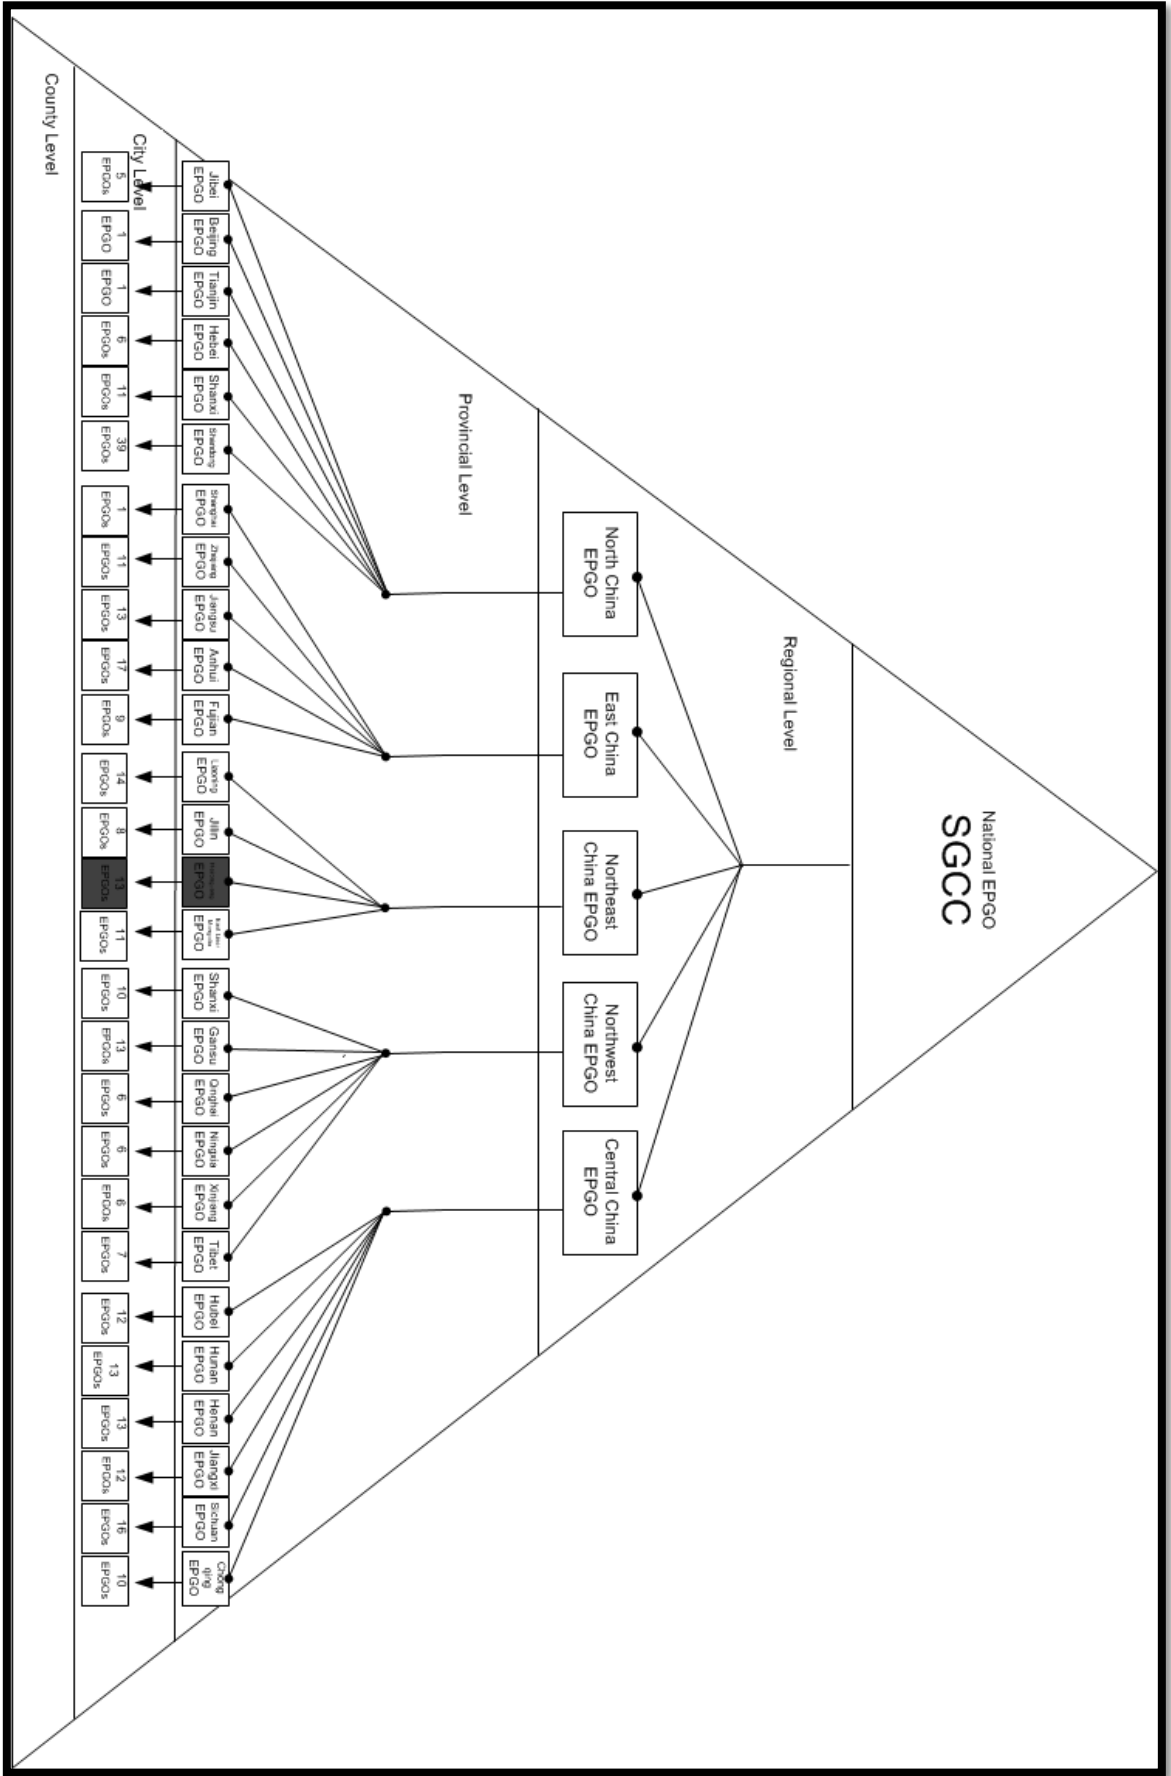 National EPGO
SGCC
Regional Level
North China
EPGO
East China
EPGO
Northeast
China EPGO
Northwest
China EPGO
Central China
EPGO
Provincial Level
Jibei
EPGO
Beijing
EPGO
Tianjin
EPGO
Hebei
EPGO
Shanxi
EPGO
Shandong
EPGO
Shanghai
EPGO
Zhejiang
EPGO
Jiangsu
EPGO
Anhui
EPGO
Fujian
EPGO
Liaoning
EPGO
Jilin
EPGO
EPGO
EPGO
Shanxi
EPGO
Gansu
EPGO
Qinghai
EPGO
Ningxia
EPGO
Xinjiang
EPGO
Tibet
EPGO
Hubei
EPGO
Hunan
EPGO
Henan
EPGO
Jiangxi
EPGO
Sichuan
EPGO
Chong
qing
EPGO
City Level
5
EPGOs
1
EPGO
1
EPGO
6
EPGOs
11
EPGOs
39
EPGOs
1
EPGOs
11
EPGOs
13
EPGOs
17
EPGOs
9
EPGOs
14
EPGOs
8
EPGOs
13
EPGOs
11
EPGOs
10
EPGOs
13
EPGOs
6
EPGOs
6
EPGOs
6
EPGOs
7
EPGOs
12
EPGOs
13
EPGOs
13
EPGOs
12
EPGOs
16
EPGOs
10
EPGOs
County Level